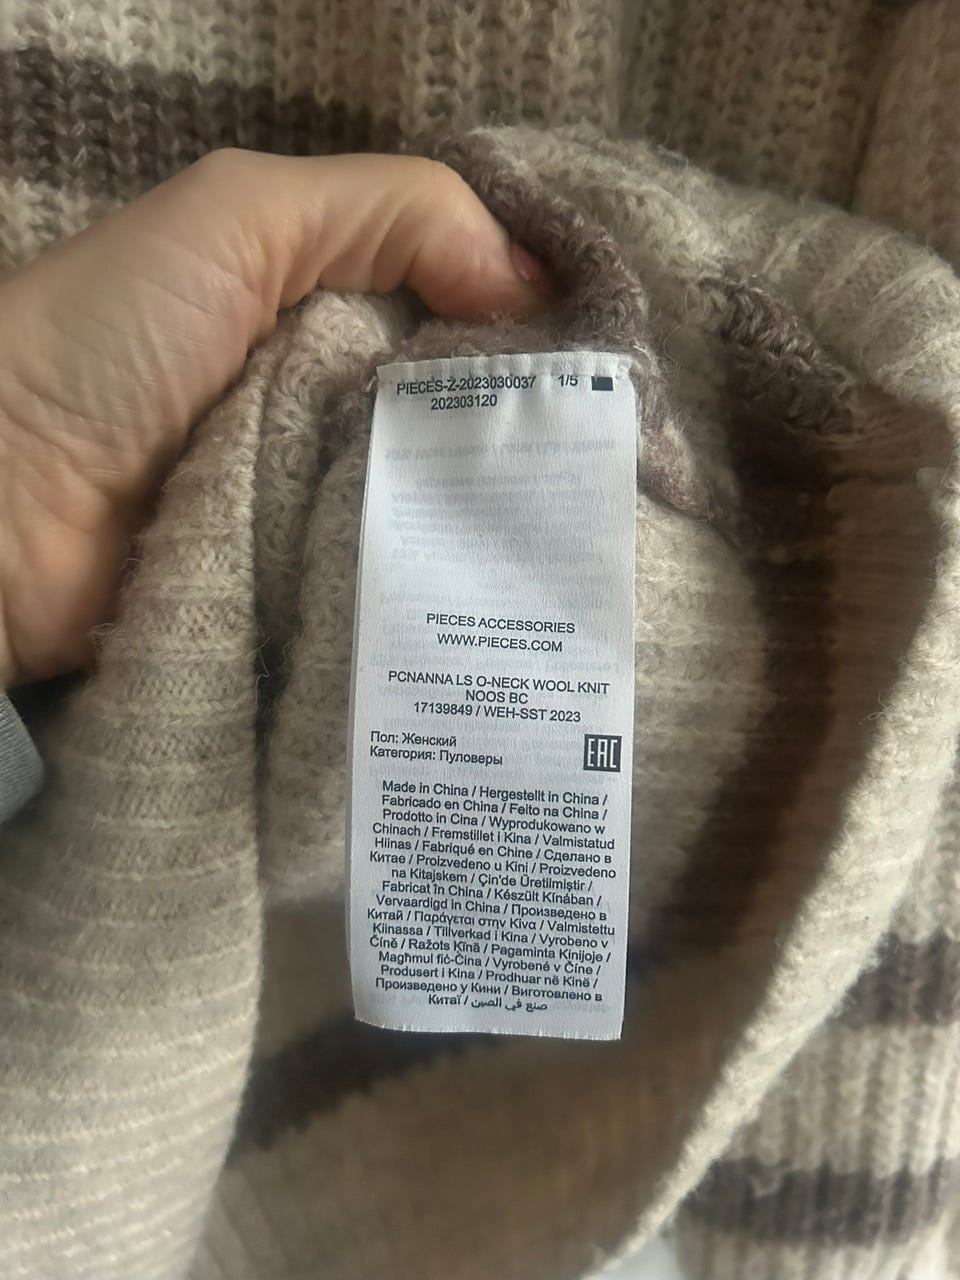 PIECES-Z-2023030037 1/5
202303120
PIECES ACCESSORIES
WWW.PIECES.COM
PCNANNA LS O-NECK WOOL KNIT
NOOS BC
17139849 / WEH-SST 2023
Пол: Женский
Категория: Пуловеры
EAC
Made in China / Hergestellt in China /
Fabricado en China / Feito na China /
Prodotto in Cina / Wyprodukowano w
Chinach / Fremstillet i Kina / Valmistatud
Hiinas / Fabriqué en Chine / Сделано в
Китае / Proizvedeno u Kini / Proizvedeno
na Kitajskem / Çin'de Üretilmiştir /
Fabricat în China / Készült Kínában /
Vervaardigd in China / Произведено в
Китай / Παράγεται στην Κίνα / Valmistettu
Kiinassa / Tillverkad i Kina / Vyrobeno v
Číně / Ražots Ķīnā / Pagaminta Kinijoje /
Magħmul fiċ-Ċina / Vyrobené v Číne /
Produsert i Kina / Prodhuar në Kinë /
Произведено у Кини / Виготовлено в
Китаї / صنع في الصين